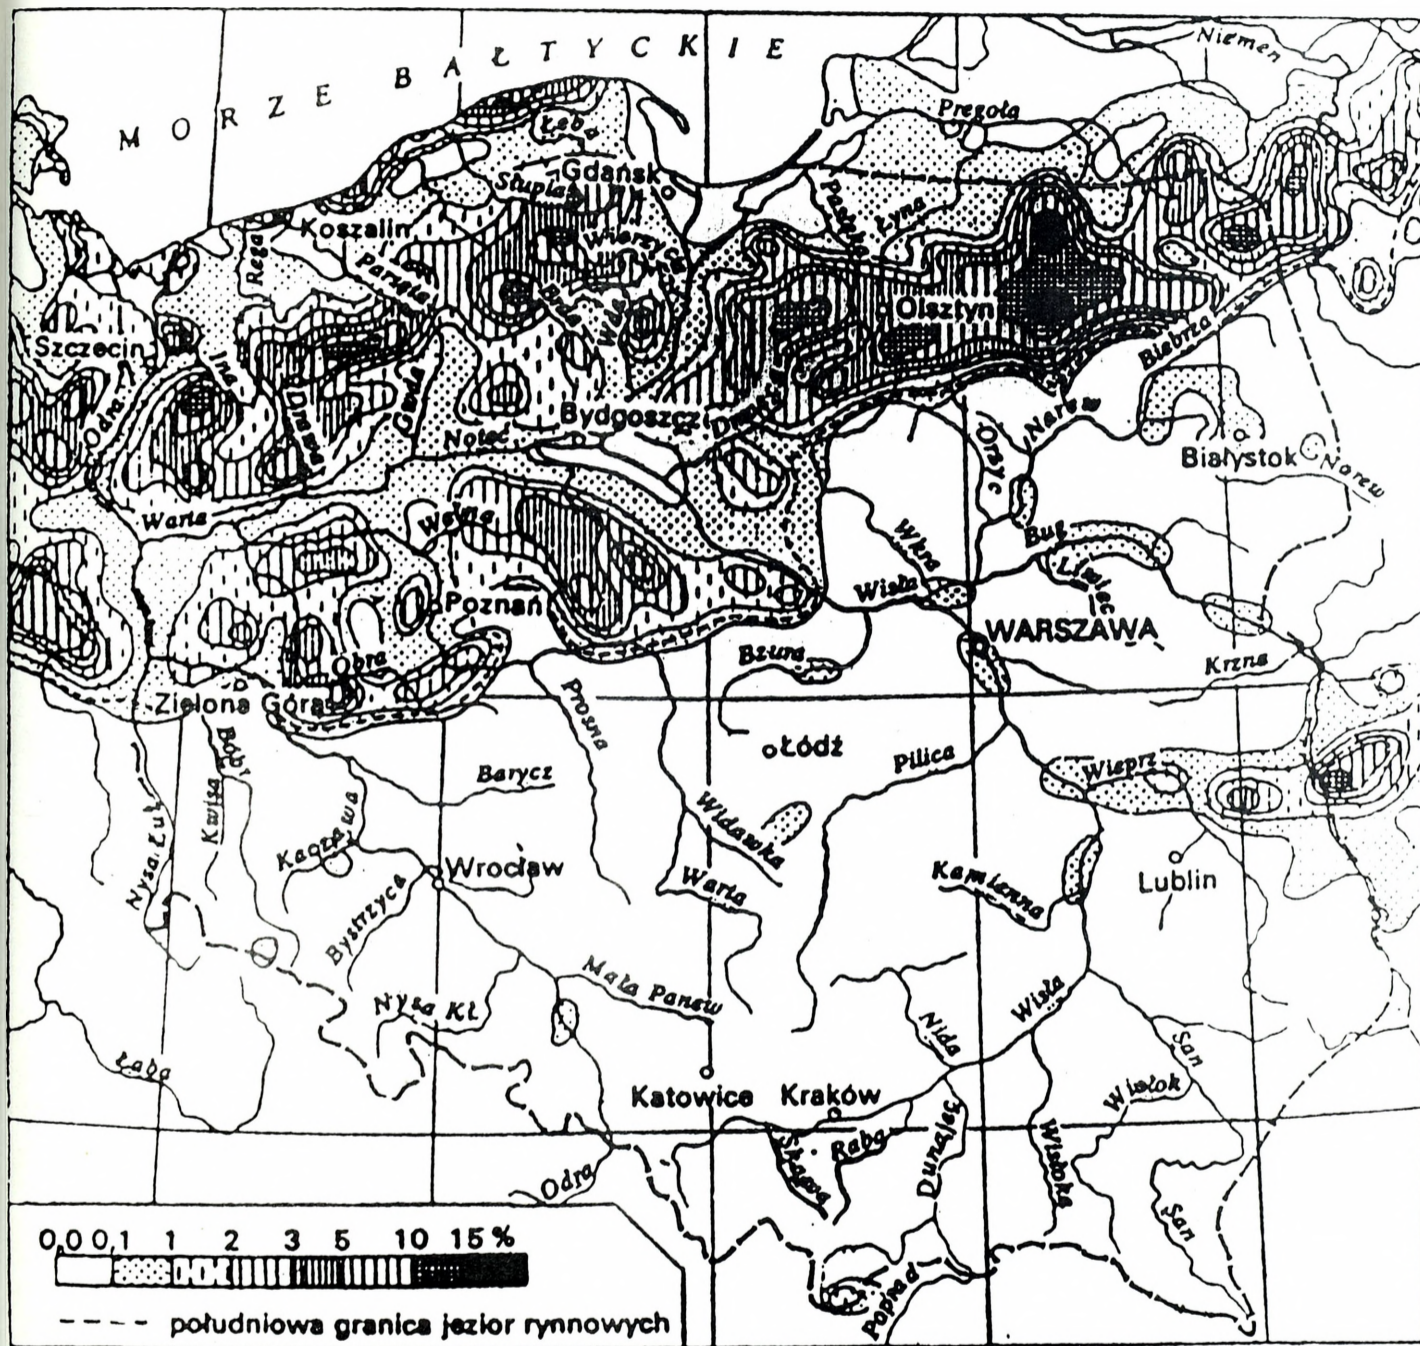 MORZE BAŁTYCKIE
Niemen
Pregoła
Łeba
Gdańsk
Słupia
Pasłęka
Łyna
Koszalin
Rega
Wierzyca
Parsęta
Brda
Wda
Olsztyn
Szczecin
Ina
Biebrza
Odra
Drawa
Gwda
Bydgoszcz
Drwęca
Noteć
Narew
Orzyc
Białystok
Narew
Warta
Wełna
Wkra
Bug
Liwiec
Wisła
Poznań
WARSZAWA
Obra
Bzura
Krzna
Zielona Góra
Prosna
Bóbr
Łódź
Pilica
Wieprz
Barycz
Kwisa
Nysa Łuż
Kaczawa
Widawka
Wrocław
Warta
Kamienna
Lublin
Bystrzyca
Mała Panew
Nysa Kł
Nida
Wisła
San
Łaba
Wisłok
Katowice
Kraków
Skawa
Raba
Dunajec
Wisłoka
Odra
San
Poprad
0,0 0,1 1 2 3 5 10 15 %
południowa granica jezior rynnowych